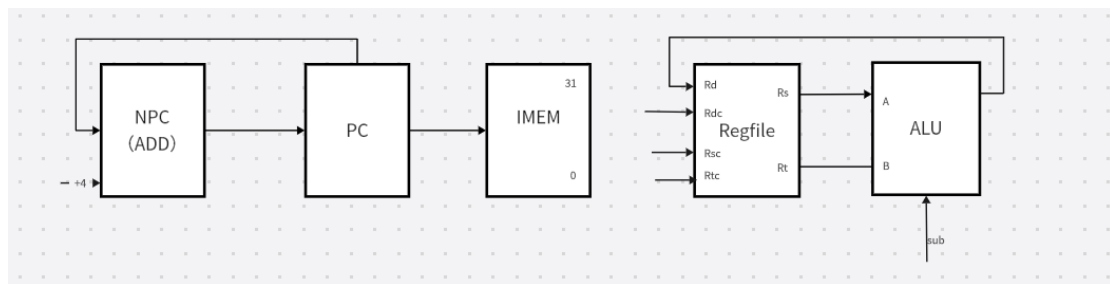 NPC
（ADD）
+4
PC
31
IMEM
0
Rd
Rdc
Regfile
Rsc
Rtc
Rs
Rt
A
ALU
B
sub